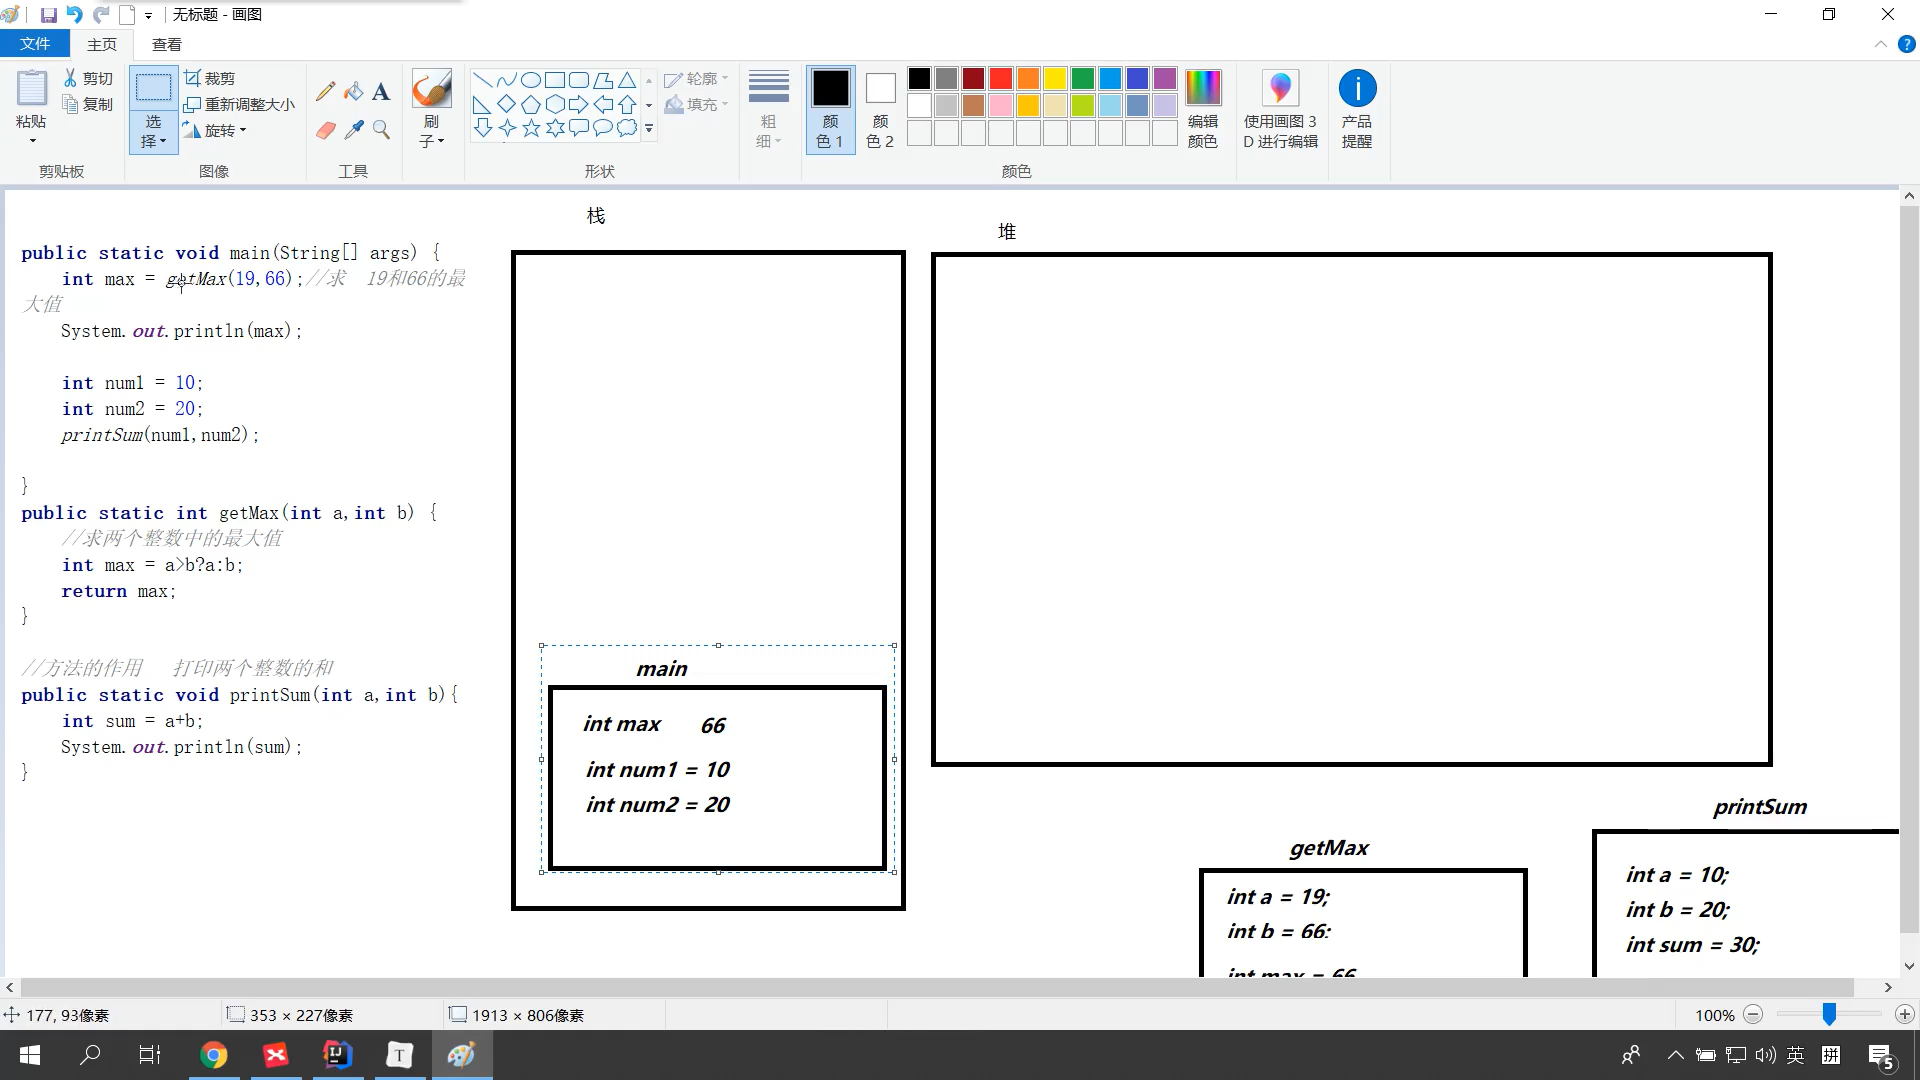 无标题 - 画图
文件
主页
查看
粘贴
剪切
复制
剪贴板
选择
裁剪
重新调整大小
旋转
图像
A
工具
刷子
形状
轮廓
填充
粗细
颜色 1
颜色 2
颜色
编辑颜色
使用画图 3D 进行编辑
产品提醒
栈
堆
public static void main(String[] args) {
int max = getMax(19,66);//求 19和66的最
大值
System.out.println(max);
int num1 = 10;
int num2 = 20;
printSum(num1,num2);
}
public static int getMax(int a,int b) {
//求两个整数中的最大值
int max = a>b?a:b;
return max;
}
//方法的作用 打印两个整数的和
public static void printSum(int a,int b){
int sum = a+b;
System.out.println(sum);
}
main
int max 66
int num1 = 10
int num2 = 20
getMax
int a = 19;
int b = 66;
int max = 66
printSum
int a = 10;
int b = 20;
int sum = 30;
177, 93像素
353 × 227像素
1913 × 806像素
100%
IJ
T
英
拼
5